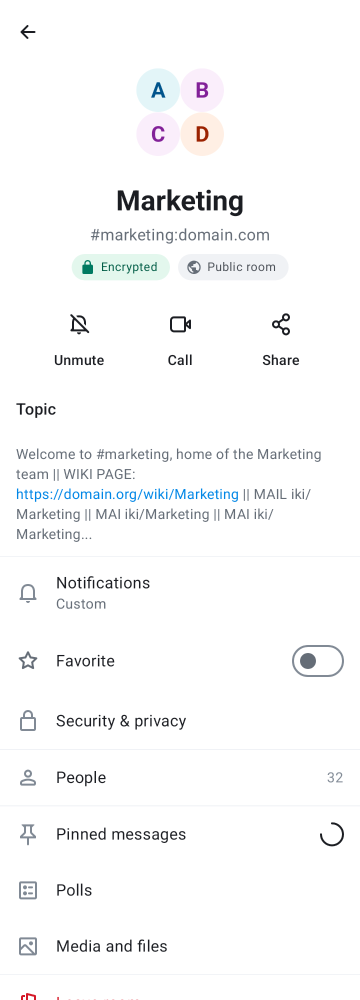 A B
C D
Marketing
#marketing:domain.com
Encrypted Public room
Unmute Call Share
Topic
Welcome to #marketing, home of the Marketing
team || WIKI PAGE:
https://domain.org/wiki/Marketing || MAIL iki/
Marketing || MAI iki/Marketing || MAI iki/
Marketing...
Notifications
Custom
Favorite
Security & privacy
People 32
Pinned messages
Polls
Media and files